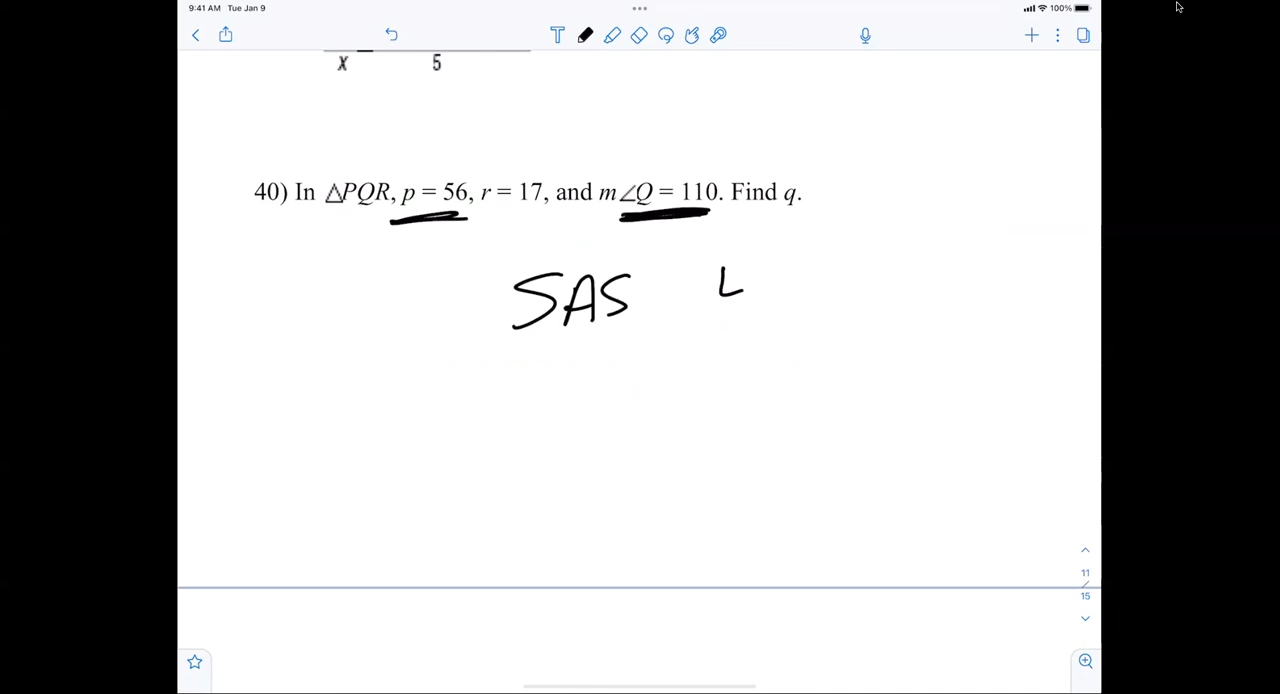 9:41 AM Tue Jan 9
100%
T
X 5
40) In △PQR, p = 56, r = 17, and m∠Q = 110. Find q.
SAS L
11
15